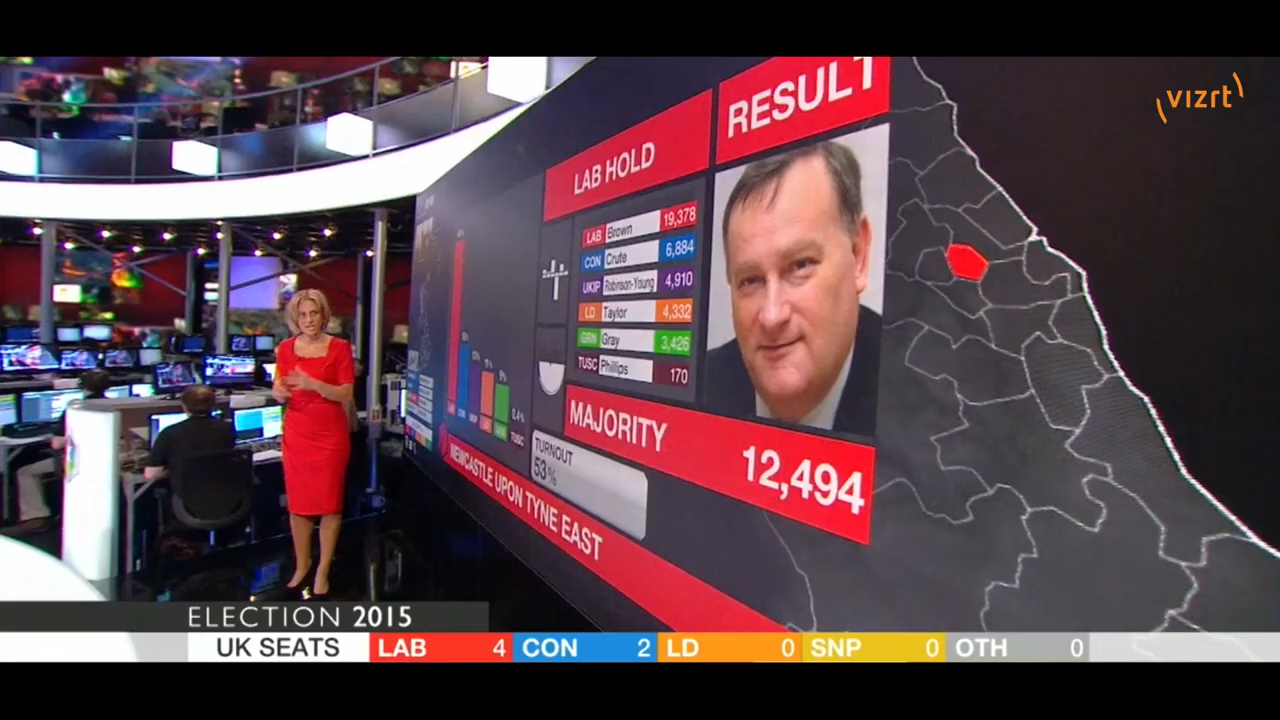 vizrt
RESULT
LAB HOLD
LAB Brown 19,378
CON Crute 6,884
UKIP Robinson-Young 4,910
LD Taylor 4,332
GRN Gray 3,426
TUSC Phillips 170
MAJORITY
12,494
TURNOUT
53%
NEWCASTLE UPON TYNE EAST
ELECTION 2015
UK SEATS LAB 4 CON 2 LD 0 SNP 0 OTH 0